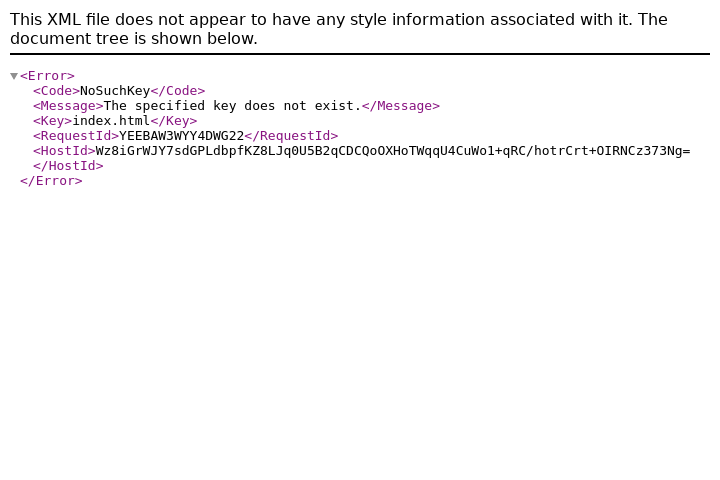 This XML file does not appear to have any style information associated with it. The
document tree is shown below.
<Error>
<Code>NoSuchKey</Code>
<Message>The specified key does not exist.</Message>
<Key>index.html</Key>
<RequestId>YEEBAW3WYY4DWG22</RequestId>
<HostId>Wz8iGrWJY7sdGPLdbpfKZ8LJq0U5B2qCDCQoOXHoTWqqU4CuWo1+qRC/hotrCrt+OIRNCz373Ng=
</HostId>
</Error>